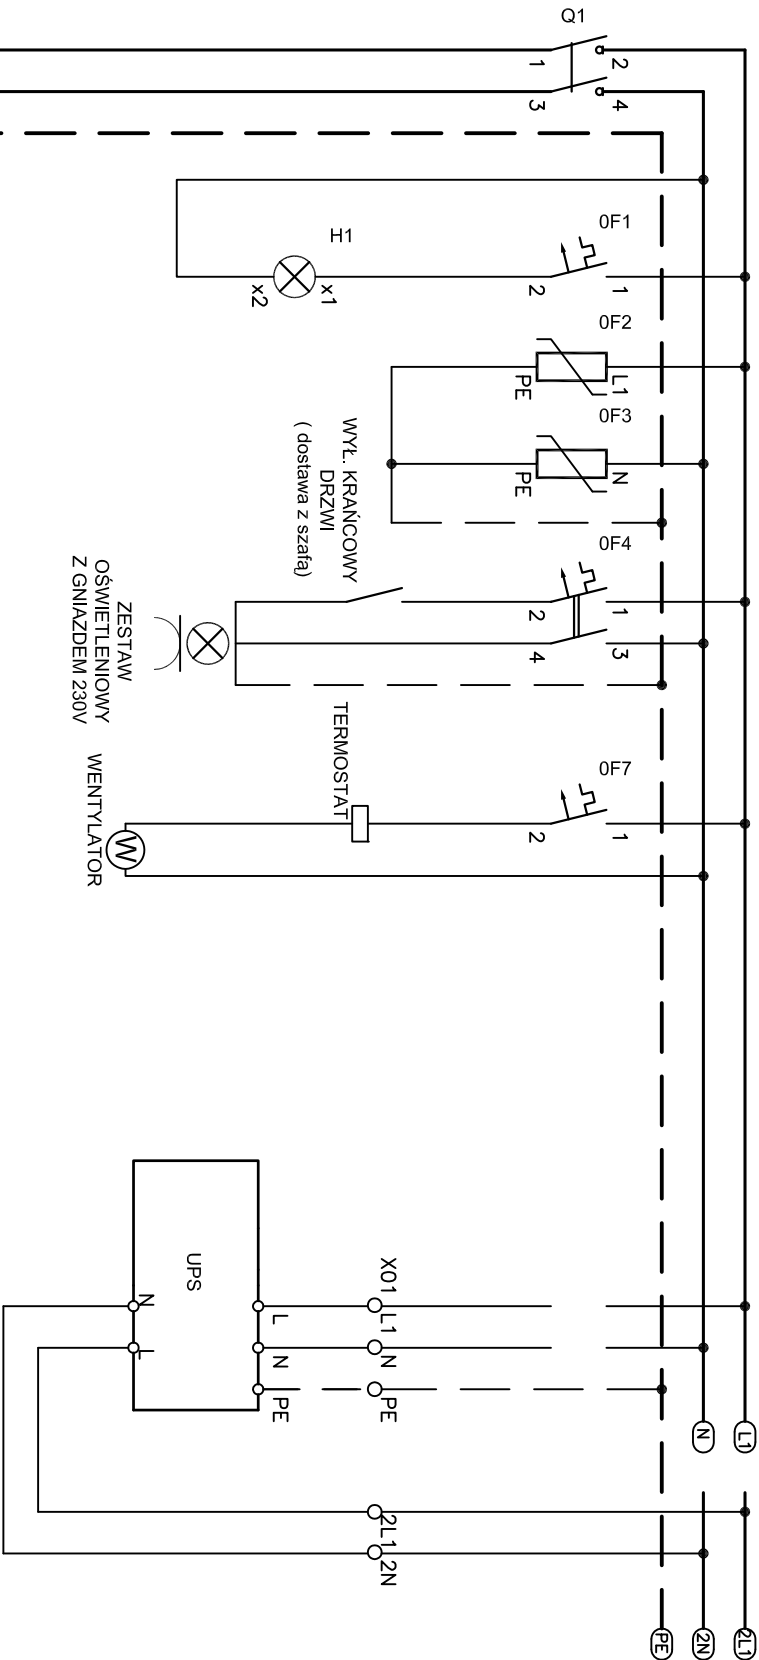 Q1
1
2
3
4
0F1
H1
x2
x1
2
1
0F2
PE
L1
0F3
PE
N
WYŁ. KRAŃCOWY
DRZWI
( dostawa z szafą)
0F4
2
1
4
3
ZESTAW
OŚWIETLENIOWY
Z GNIAZDEM 230V
0F7
TERMOSTAT
2
1
WENTYLATOR
W
UPS
X01
N
L
L
N
PE
L1
N
PE
N
L1
2L1
2N
PE
2N
2L1